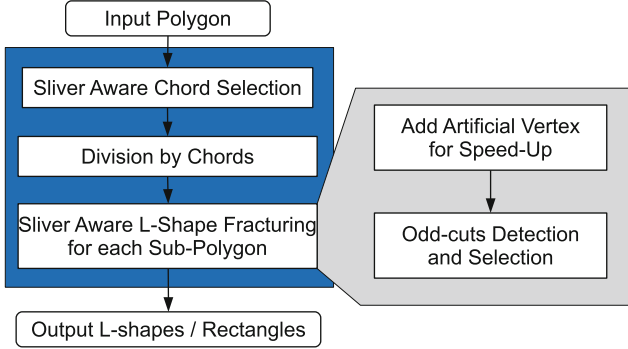 Input Polygon
Sliver Aware Chord Selection
Division by Chords
Sliver Aware L-Shape Fracturing
for each Sub-Polygon
Output L-shapes / Rectangles
Add Artificial Vertex
for Speed-Up
Odd-cuts Detection
and Selection